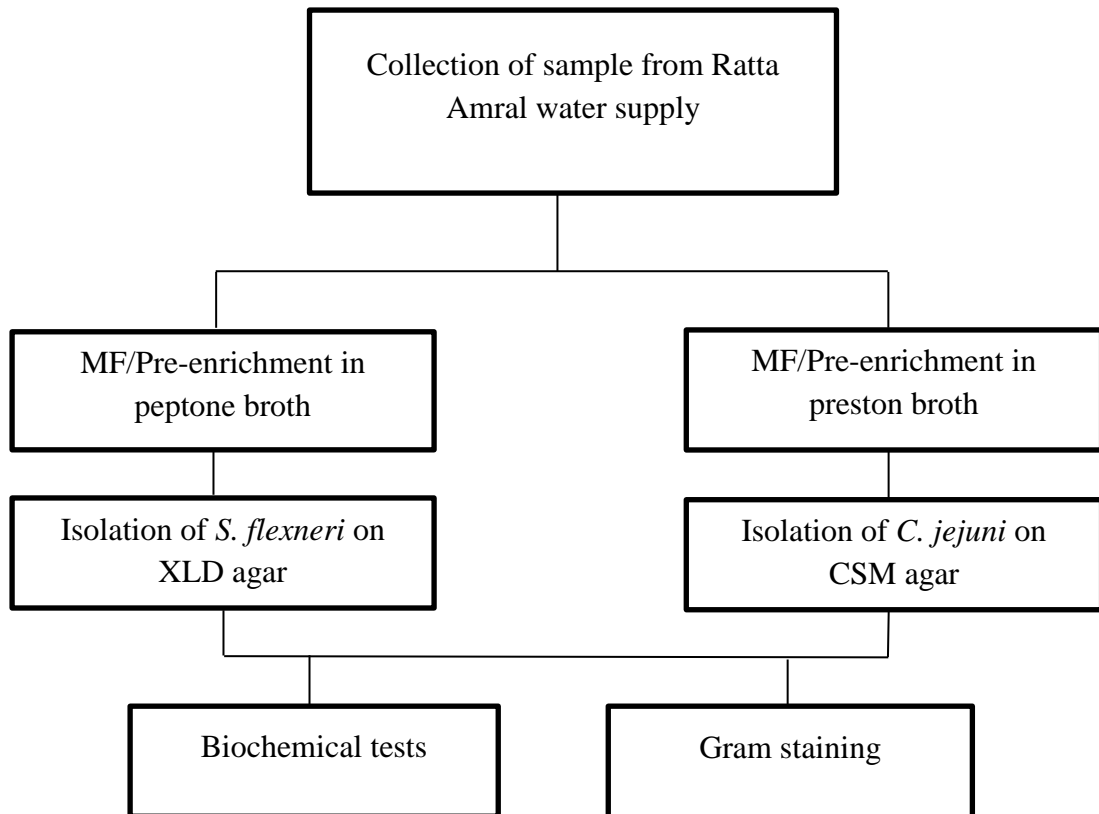 Collection of sample from Ratta
Amral water supply
MF/Pre-enrichment in
peptone broth
MF/Pre-enrichment in
preston broth
Isolation of S. flexneri on
XLD agar
Isolation of C. jejuni on
CSM agar
Biochemical tests
Gram staining